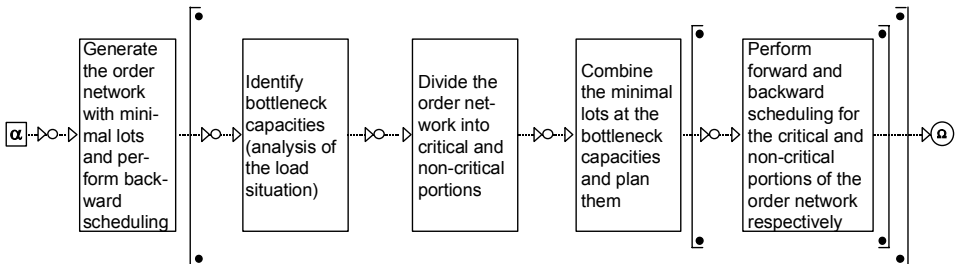 α
Generate
the order
network
with mini-
mal lots
and per-
form back-
ward
scheduling
Identify
bottleneck
capacities
(analysis of
the load
situation)
Divide the
order net-
work into
critical and
non-critical
portions
Combine
the minimal
lots at the
bottleneck
capacities
and plan
them
Perform
forward and
backward
scheduling for
the critical and
non-critical
portions of the
order network
respectively
Ω